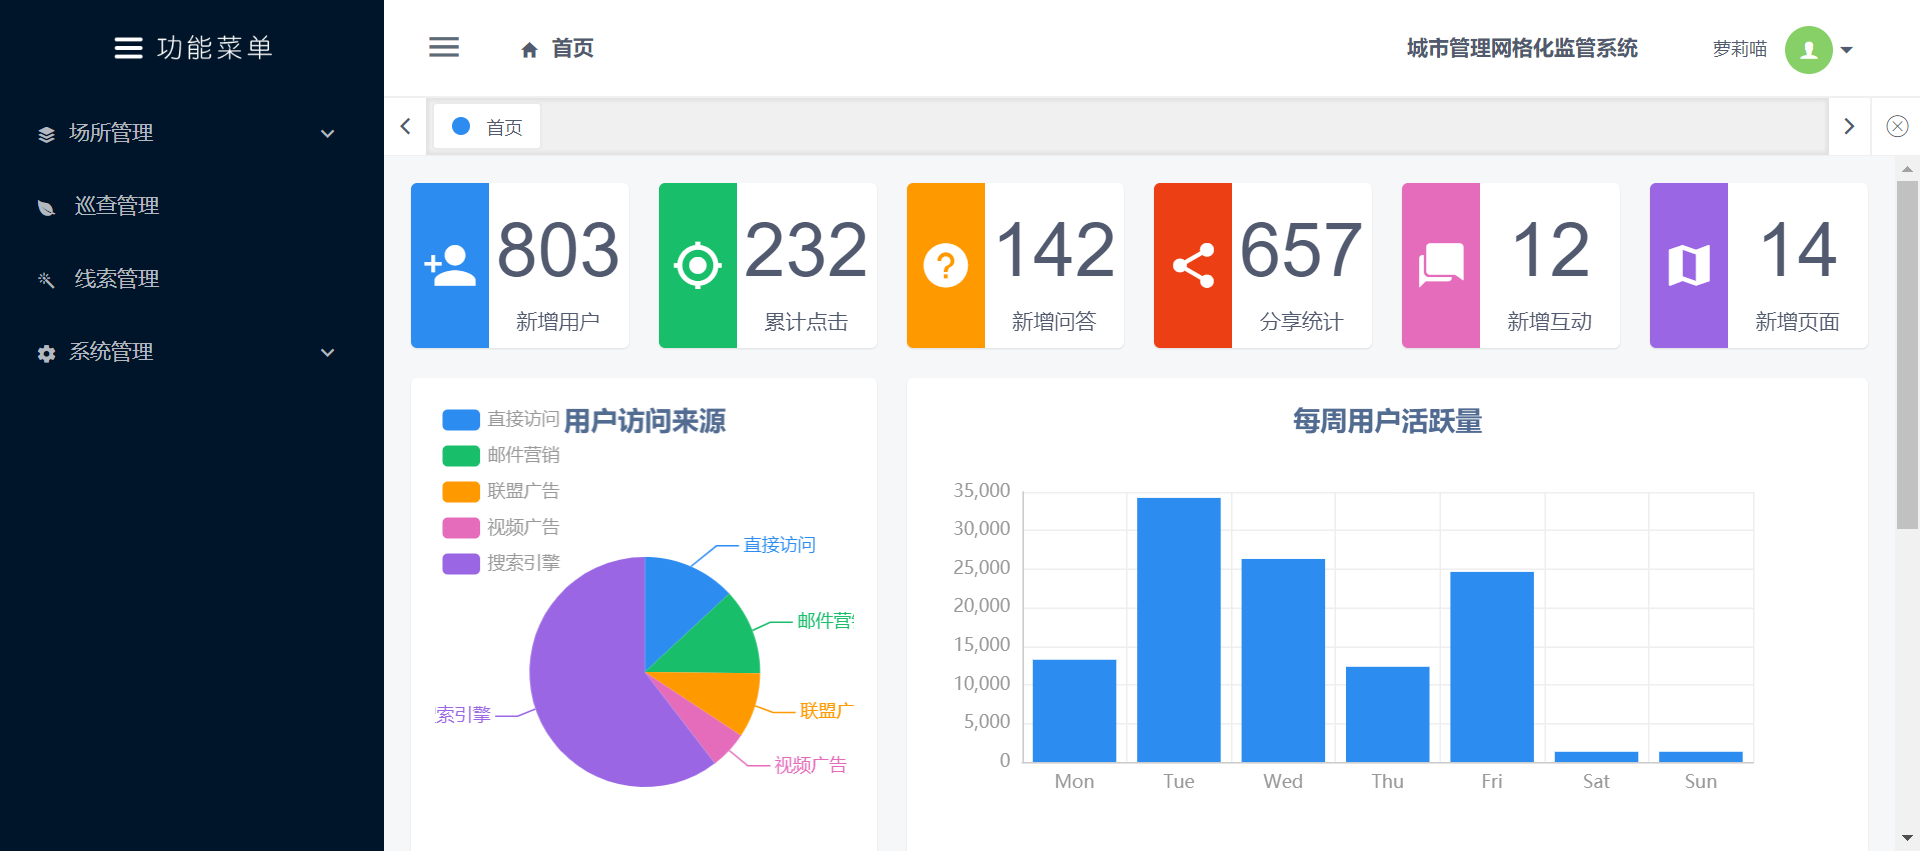 功能菜单
场所管理
巡查管理
线索管理
系统管理
首页
城市管理网格化监管系统
萝莉喵
首页
803
新增用户
232
累计点击
142
新增问答
657
分享统计
12
新增互动
14
新增页面
用户访问来源
直接访问
邮件营销
联盟广告
视频广告
搜索引擎
直接访问
邮件营
联盟广
视频广告
索引擎
每周用户活跃量
35,000
30,000
25,000
20,000
15,000
10,000
5,000
0
Mon Tue Wed Thu Fri Sat Sun